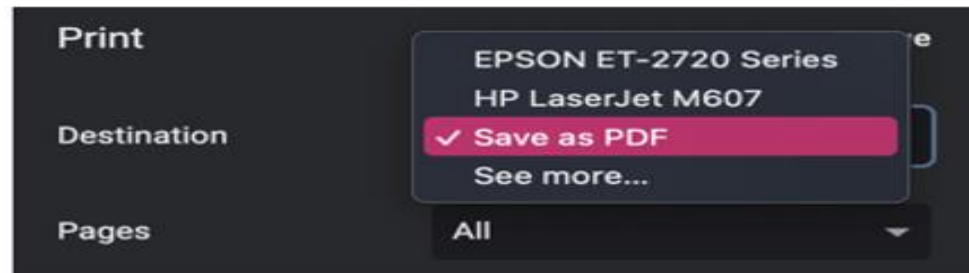 Print
EPSON ET-2720 Series
HP LaserJet M607
Destination
✓ Save as PDF
See more...
Pages
All